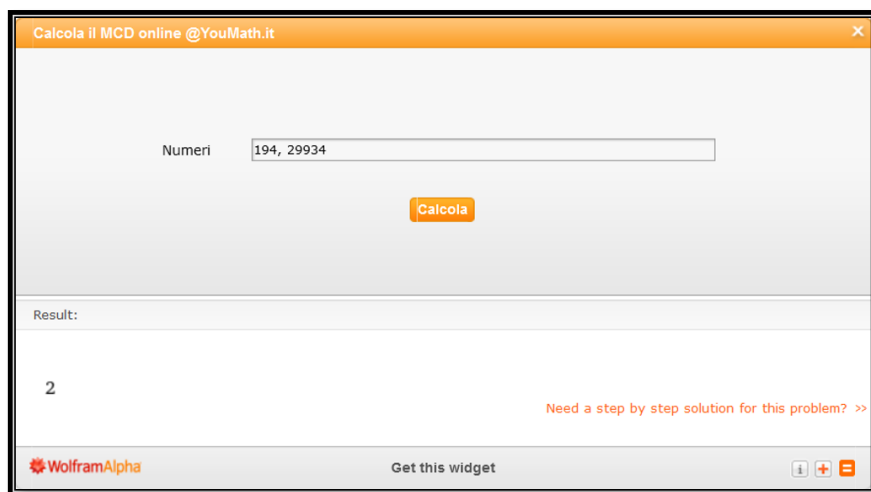 Calcola il MCD online @YouMath.it
Numeri 194, 29934
Calcola
Result:
2
Need a step by step solution for this problem? >>
WolframAlpha Get this widget